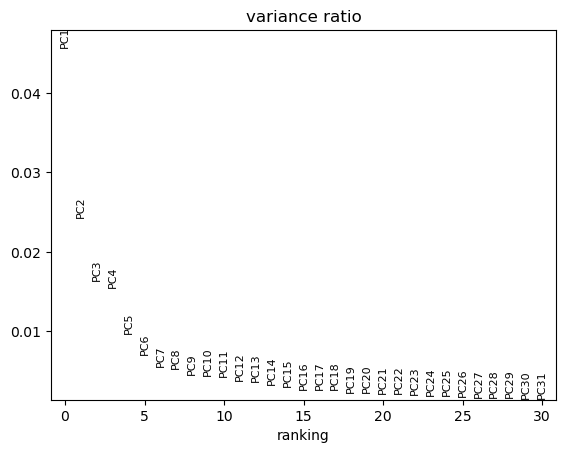 variance ratio
0.04
0.03
0.02
0.01
PC1
PC2
PC3
PC4
PC5
PC6
PC7
PC8
PC9
PC10
PC11
PC12
PC13
PC14
PC15
PC16
PC17
PC18
PC19
PC20
PC21
PC22
PC23
PC24
PC25
PC26
PC27
PC28
PC29
PC30
PC31
0 5 10 15 20 25 30
ranking